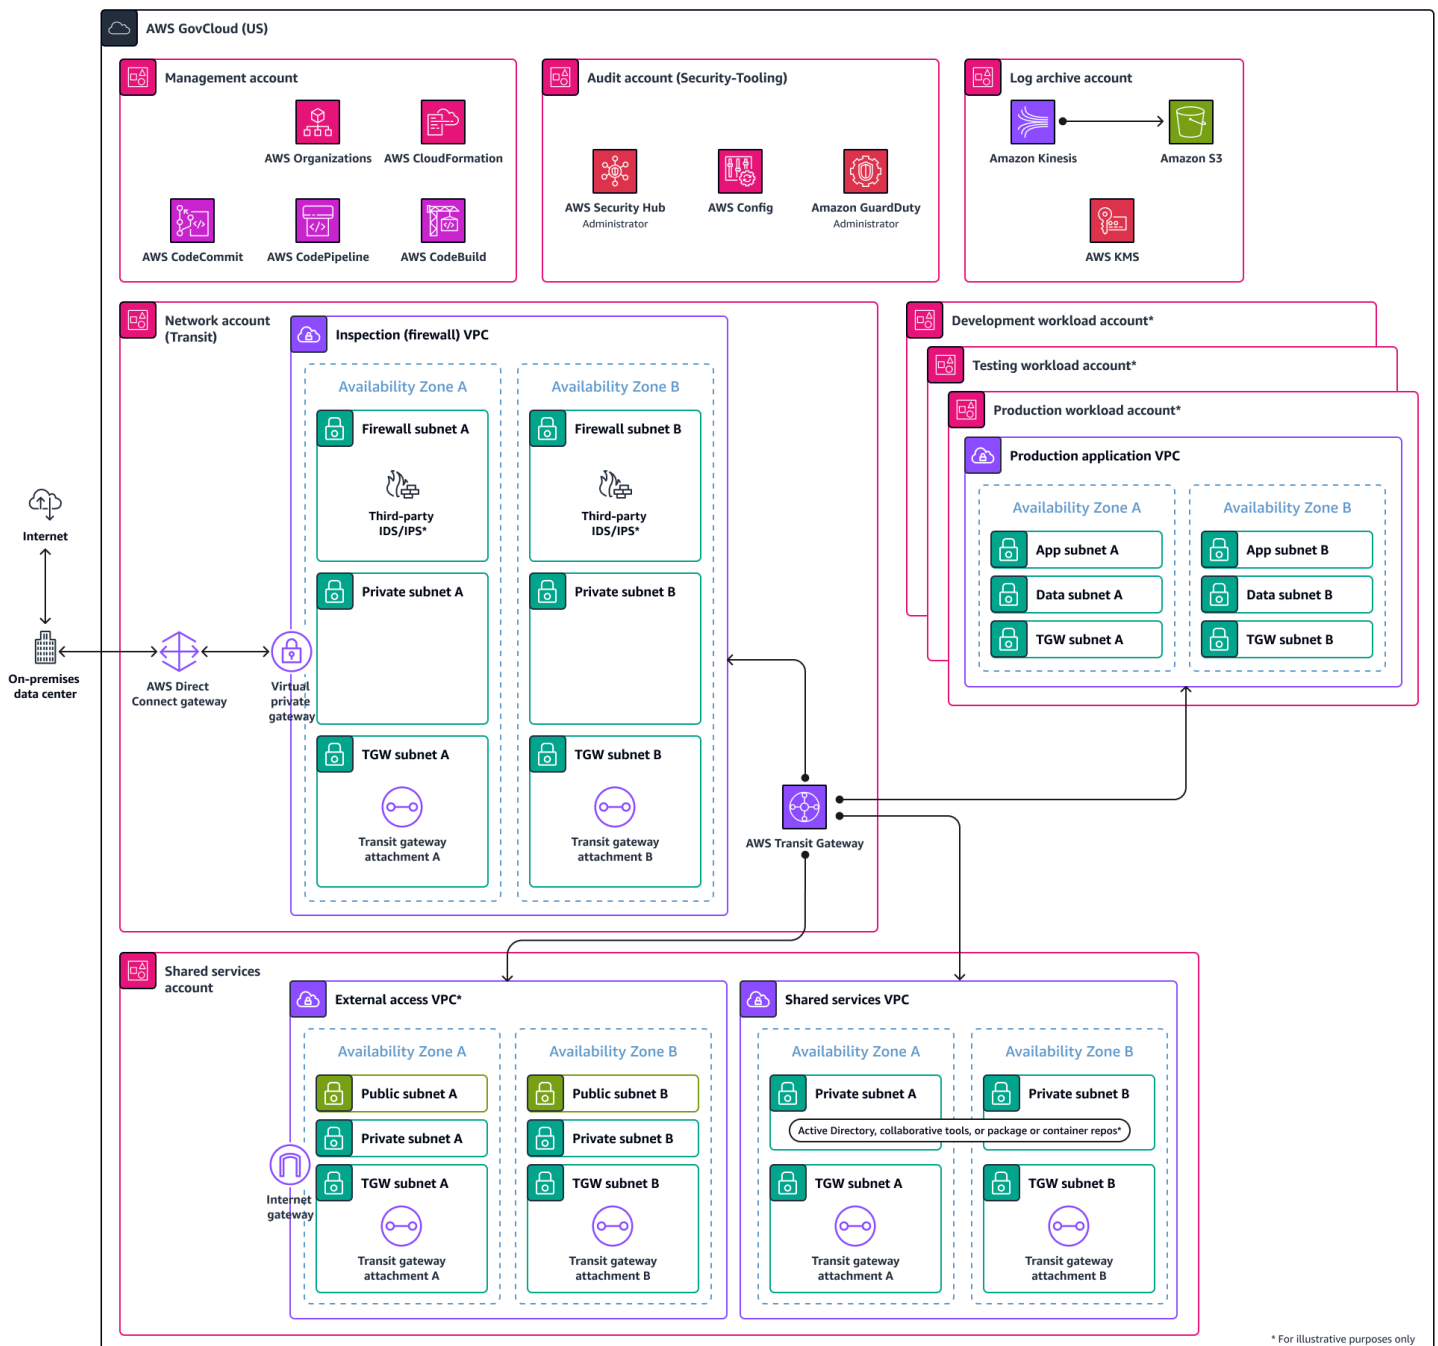 AWS GovCloud (US)
Management account
AWS Organizations
AWS CloudFormation
AWS CodeCommit
AWS CodePipeline
AWS CodeBuild
Audit account (Security-Tooling)
AWS Security Hub
Administrator
AWS Config
Amazon GuardDuty
Administrator
Log archive account
Amazon Kinesis
Amazon S3
AWS KMS
Network account
(Transit)
Inspection (firewall) VPC
Availability Zone A
Firewall subnet A
Third-party
IDS/IPS*
Private subnet A
TGW subnet A
Transit gateway
attachment A
Availability Zone B
Firewall subnet B
Third-party
IDS/IPS*
Private subnet B
TGW subnet B
Transit gateway
attachment B
Internet
On-premises
data center
AWS Direct
Connect gateway
Virtual
private
gateway
AWS Transit Gateway
Development workload account*
Testing workload account*
Production workload account*
Production application VPC
Availability Zone A
App subnet A
Data subnet A
TGW subnet A
Availability Zone B
App subnet B
Data subnet B
TGW subnet B
Shared services
account
External access VPC*
Availability Zone A
Public subnet A
Private subnet A
TGW subnet A
Transit gateway
attachment A
Availability Zone B
Public subnet B
Private subnet B
TGW subnet B
Transit gateway
attachment B
Internet
gateway
Shared services VPC
Availability Zone A
Private subnet A
Availability Zone B
Private subnet B
Active Directory, collaborative tools, or package or container repos*
TGW subnet A
Transit gateway
attachment A
TGW subnet B
Transit gateway
attachment B
* For illustrative purposes only